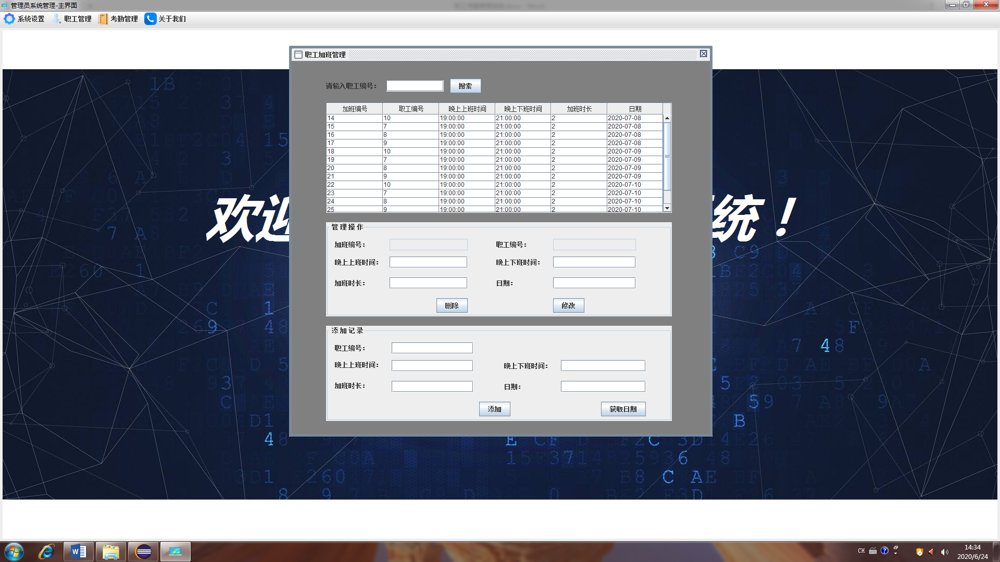 管理员系统管理-主界面
系统设置 职工管理 考勤管理 关于我们
职工加班管理
请输入职工编号： 搜索
加班编号 职工编号 晚上上班时间 晚上下班时间 加班时长 日期
14 10 19:00:00 21:00:00 2 2020-07-08
15 7 19:00:00 21:00:00 2 2020-07-08
16 8 19:00:00 21:00:00 2 2020-07-08
17 9 19:00:00 21:00:00 2 2020-07-08
18 10 19:00:00 21:00:00 2 2020-07-09
19 7 19:00:00 21:00:00 2 2020-07-09
20 8 19:00:00 21:00:00 2 2020-07-09
21 9 19:00:00 21:00:00 2 2020-07-09
22 10 19:00:00 21:00:00 2 2020-07-10
23 7 19:00:00 21:00:00 2 2020-07-10
24 8 19:00:00 21:00:00 2 2020-07-10
25 9 19:00:00 21:00:00 2 2020-07-10
欢迎 统！
管理操作
加班编号： 职工编号：
晚上上班时间： 晚上下班时间：
加班时长： 日期：
删除 修改
添加记录
职工编号：
晚上上班时间： 晚上下班时间：
加班时长： 日期：
添加 获取日期
CH
14:34
2020/6/24